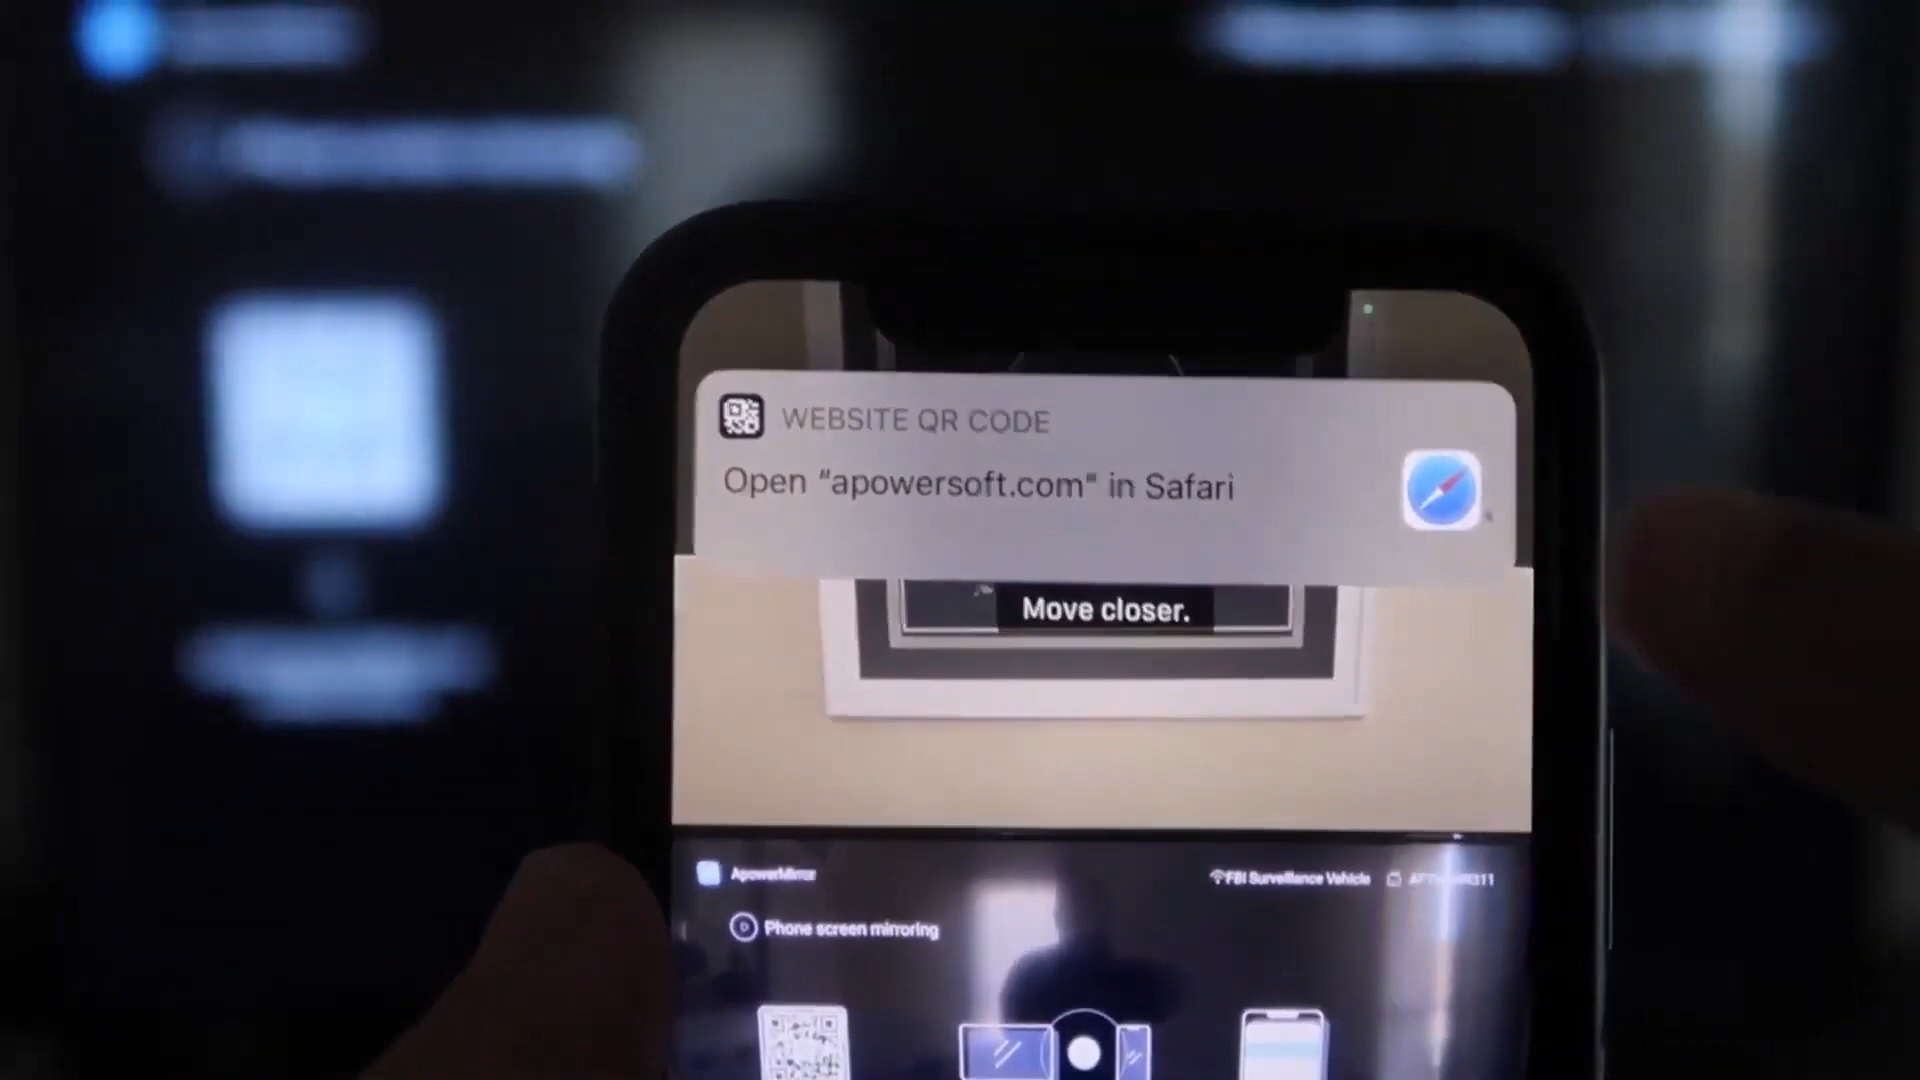 WEBSITE QR CODE
Open “apowersoft.com” in Safari
Move closer.
ApowerMirror
FBI Surveillance Vehicle
Phone screen mirroring